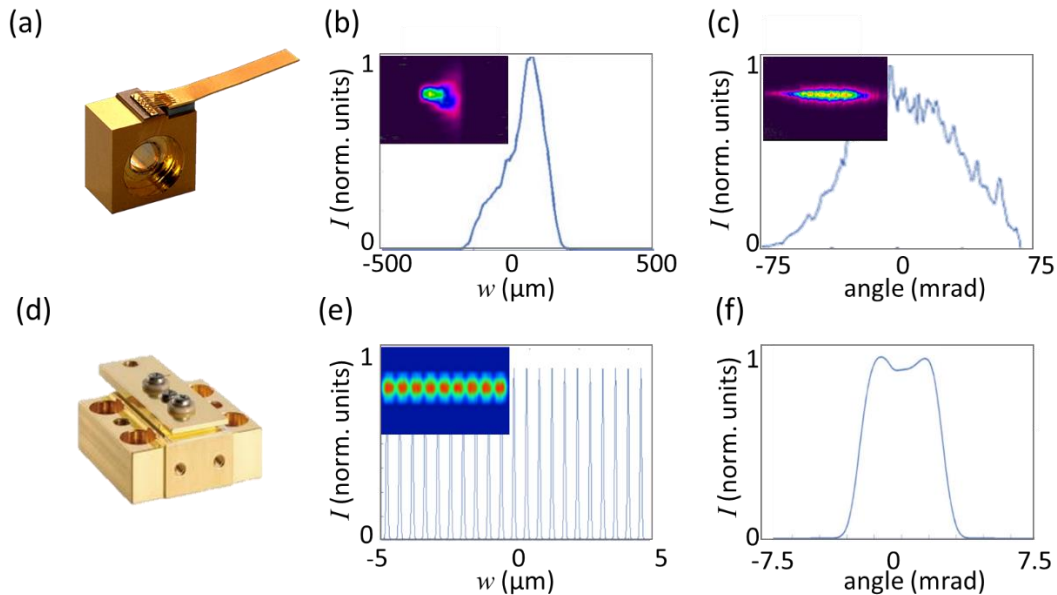 (a)
(b)
(c)
1
I (norm. units)
0
-500
0
500
w (µm)
1
I (norm. units)
0
-75
0
75
angle (mrad)
(d)
(e)
(f)
1
I (norm. units)
0
-5
0
5
w (µm)
1
I (norm. units)
0
-7.5
0
7.5
angle (mrad)